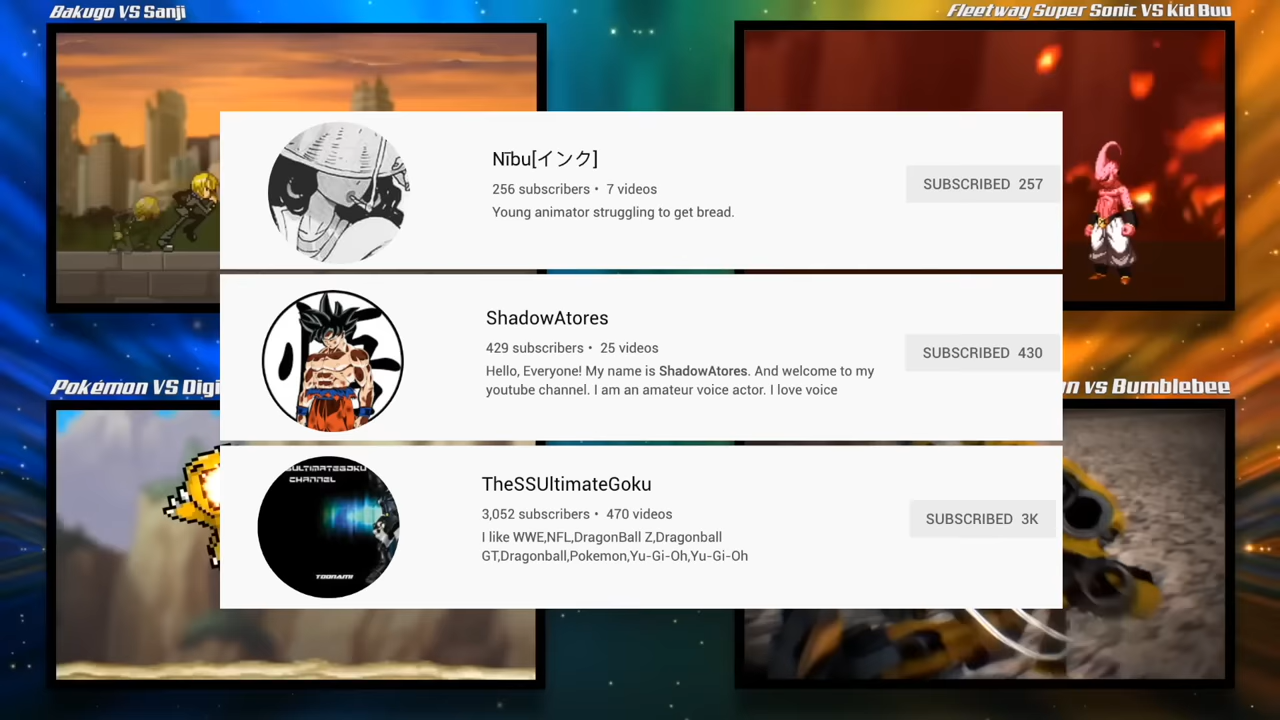 Bakugo VS Sanji
Fleetway Super Sonic VS Kid Buu
Nību[インク]
256 subscribers • 7 videos
SUBSCRIBED 257
Young animator struggling to get bread.
ShadowAtores
429 subscribers • 25 videos
SUBSCRIBED 430
Hello, Everyone! My name is ShadowAtores. And welcome to my
youtube channel. I am an amateur voice actor. I love voice
Pokémon VS Digi
vs Bumblebee
SULTIMATEGOKU
CHANNEL
TheSSUltimateGoku
3,052 subscribers • 470 videos
SUBSCRIBED 3K
I like WWE,NFL,DragonBall Z,Dragonball
GT,Dragonball,Pokemon,Yu-Gi-Oh,Yu-Gi-Oh
TOONAMI